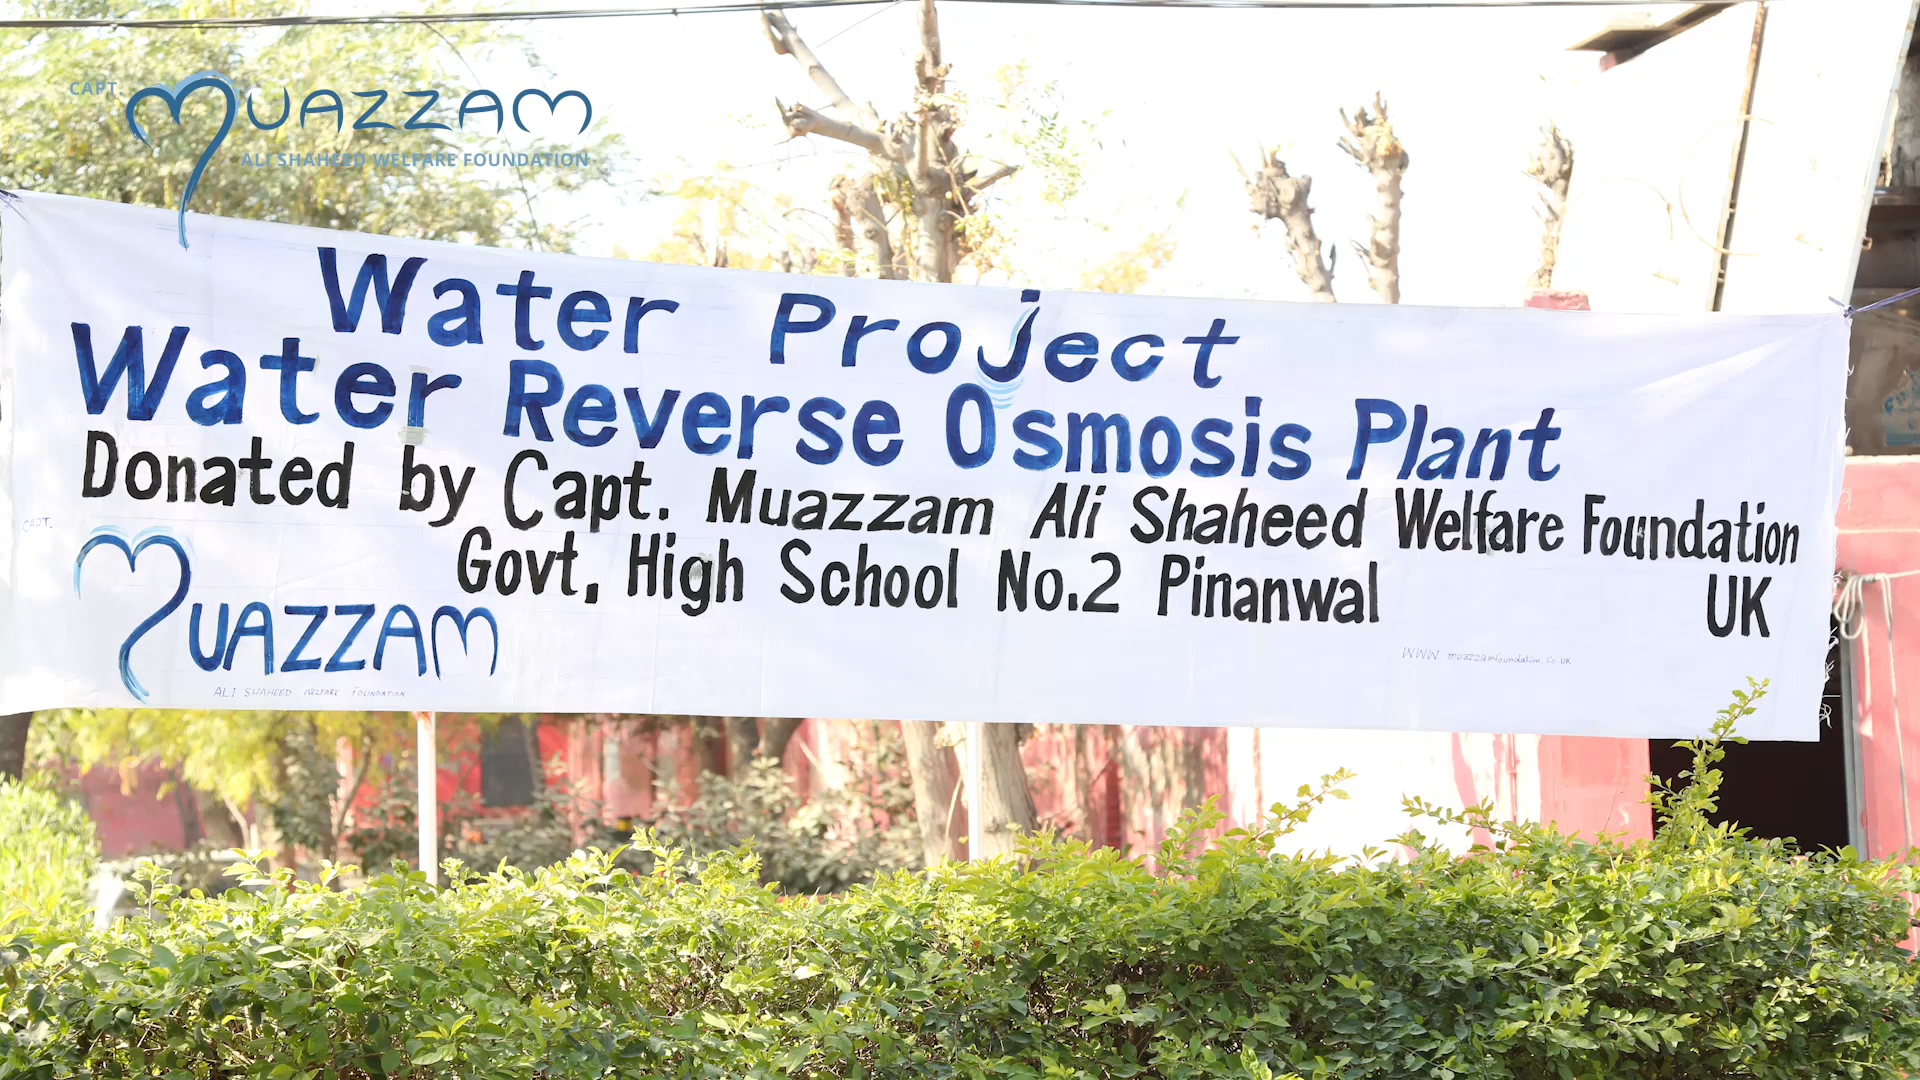 CAPT.
MUAZZAM
ALI SHAHEED WELFARE FOUNDATION
Water Project
Water Reverse Osmosis Plant
Donated by Capt. Muazzam Ali Shaheed Welfare Foundation
Govt. High School No.2 Pinanwal
UK
CAPT.
MUAZZAM
ALI SHAHEED WELFARE FOUNDATION
WWW muazzamfoundation.Co.UK